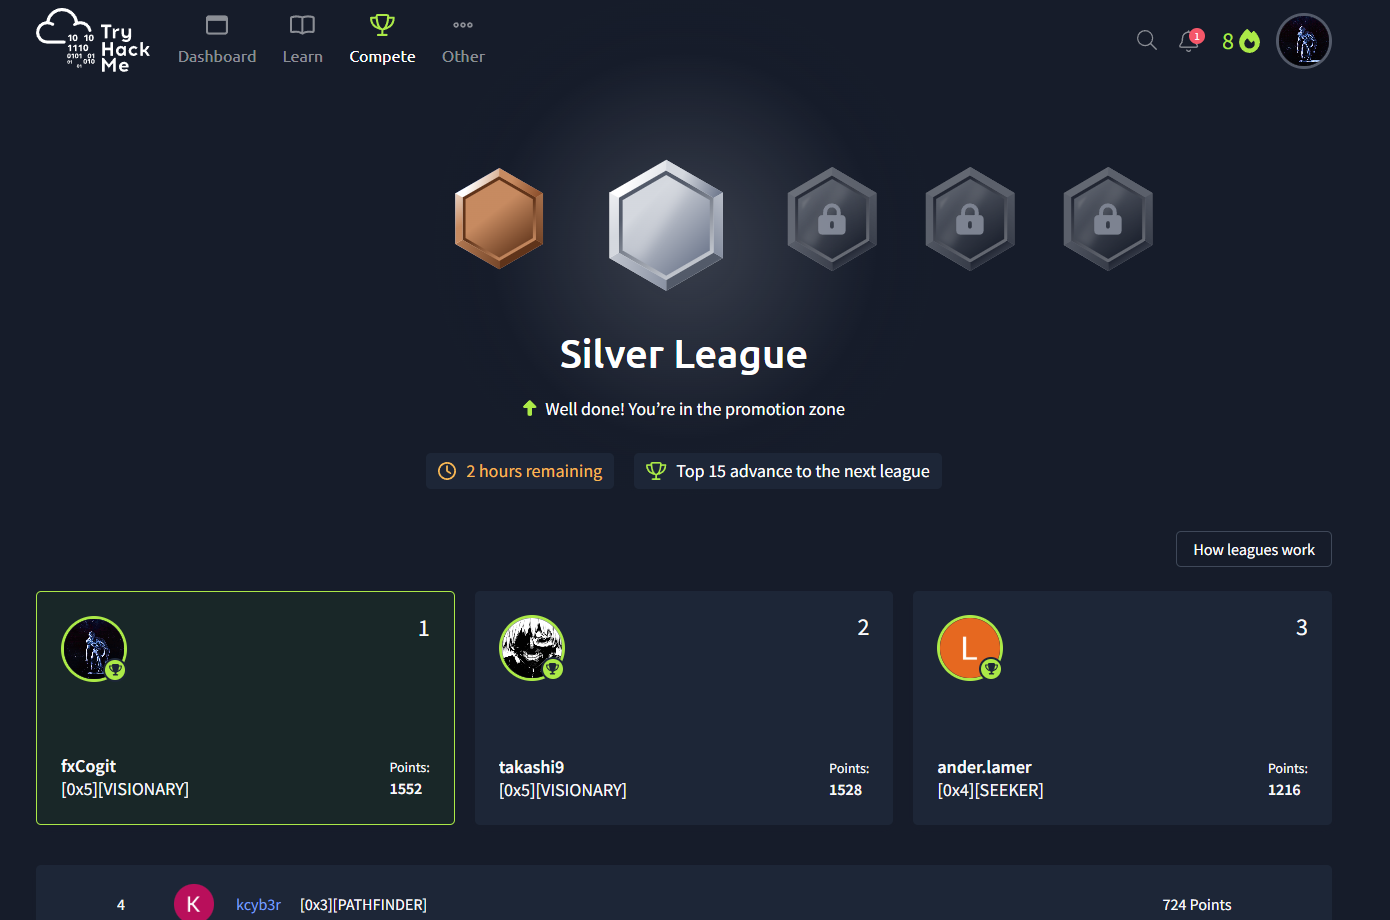 Try
Hack
Me
10 10
1110
0101 01
01 010
01
Dashboard
Learn
Compete
Other
1
8
Silver League
Well done! You’re in the promotion zone
2 hours remaining
Top 15 advance to the next league
How leagues work
1
fxCogit
[0x5][VISIONARY]
Points:
1552
2
takashi9
[0x5][VISIONARY]
Points:
1528
L
3
ander.lamer
[0x4][SEEKER]
Points:
1216
4 K kcyb3r [0x3][PATHFINDER] 724 Points